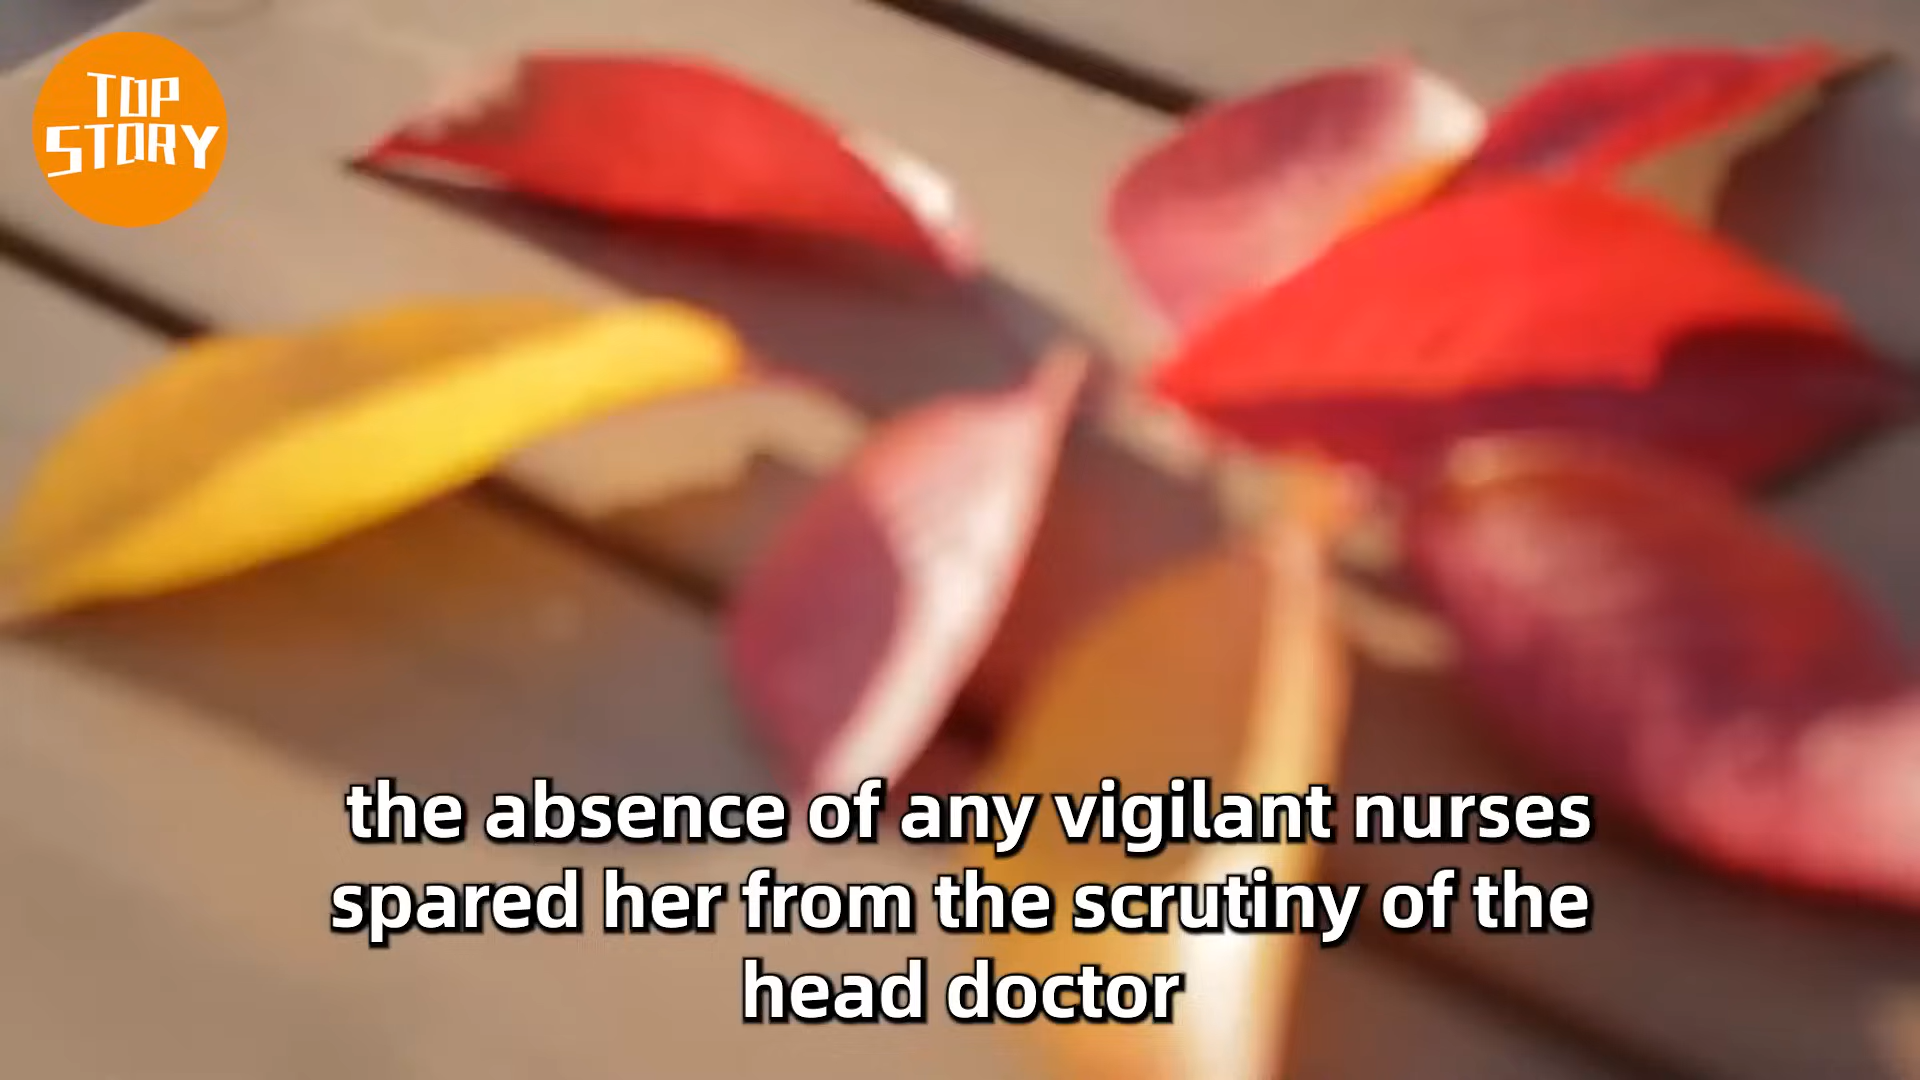 TOP
STORY
the absence of any vigilant nurses
spared her from the scrutiny of the
head doctor